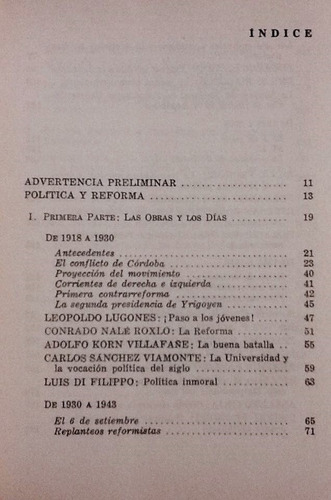 ÍNDICE
ADVERTENCIA PRELIMINAR .................... 11
POLITICA Y REFORMA .......................... 13
I. PRIMERA PARTE: LAS OBRAS Y LOS DÍAS ........ 19
DE 1918 A 1930
Antecedentes ................................ 21
El conflicto de Córdoba ..................... 23
Proyección del movimiento ................... 40
Corrientes de derecha e izquierda ........... 41
Primera contrarreforma ...................... 42
La segunda presidencia de Yrigoyen .......... 45
LEOPOLDO LUGONES: ¡Paso a los jóvenes! ..... 47
CONRADO NALÉ ROXLO: La Reforma ............ 51
ADOLFO KORN VILLAFAÑE: La buena batalla .. 55
CARLOS SÁNCHEZ VIAMONTE: La Universidad y
la vocación política del siglo ................ 59
LUIS DI FILIPPO: Política inmoral ............. 63
DE 1930 A 1943
El 6 de setiembre ........................... 65
Replanteos reformistas ...................... 71